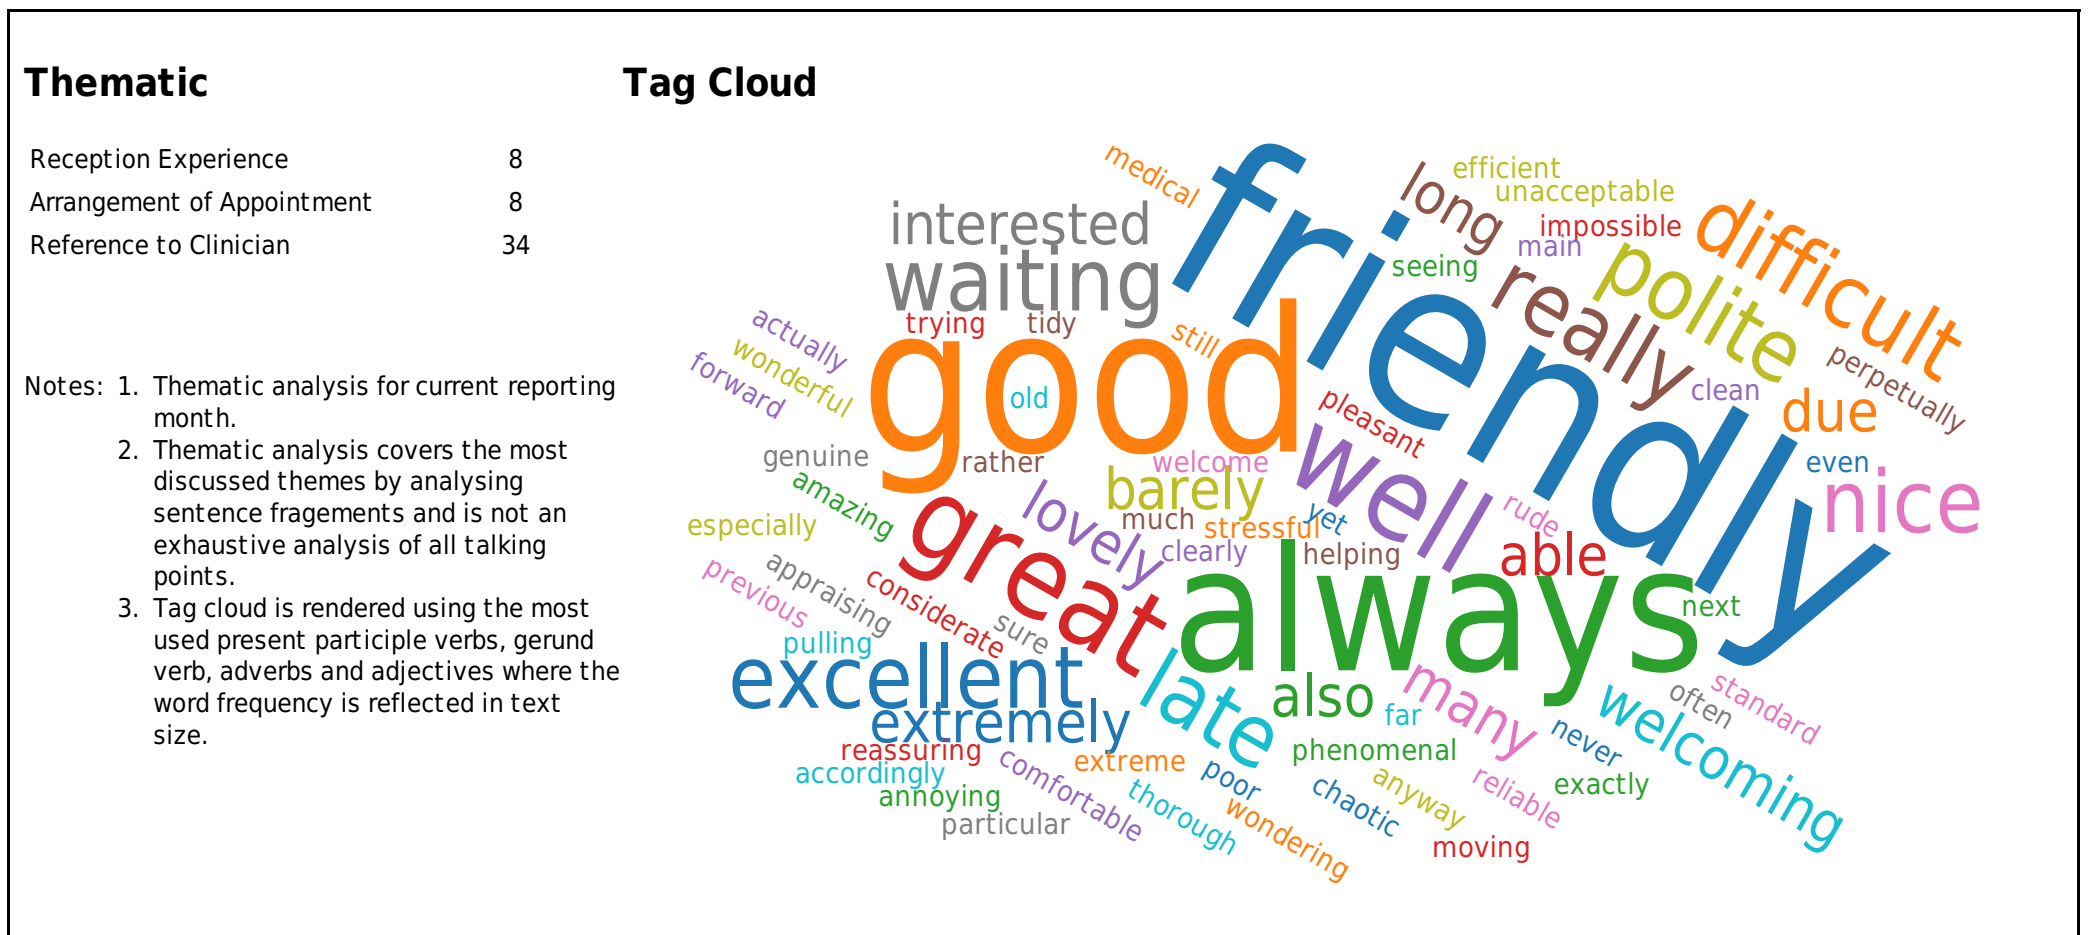 Thematic
Tag Cloud
Reception Experience 8
Arrangement of Appointment 8
Reference to Clinician 34
Notes: 1. Thematic analysis for current reporting
month.
2. Thematic analysis covers the most
discussed themes by analysing
sentence fragements and is not an
exhaustive analysis of all talking
points.
3. Tag cloud is rendered using the most
used present participle verbs, gerund
verb, adverbs and adjectives where the
word frequency is reflected in text
size.
medical
friendly
long
efficient
unacceptable
impossible
main
seeing
difficult
polite
really
interested
waiting
trying
tidy
still
good
old
actually
wonderful
forward
perpetually
clean
due
pleasant
well
even
nice
genuine
rather
welcome
barely
amazing
lovely
much
stressful
yet
rude
able
especially
great
clearly
helping
always
next
previous
appraising
considerate
sure
pulling
excellent
extremely
late
also
far
many
often
standard
welcoming
never
reassuring
accordingly
annoying
particular
comfortable
extreme
thorough
poor
wondering
phenomenal
chaotic
anyway
reliable
exactly
moving